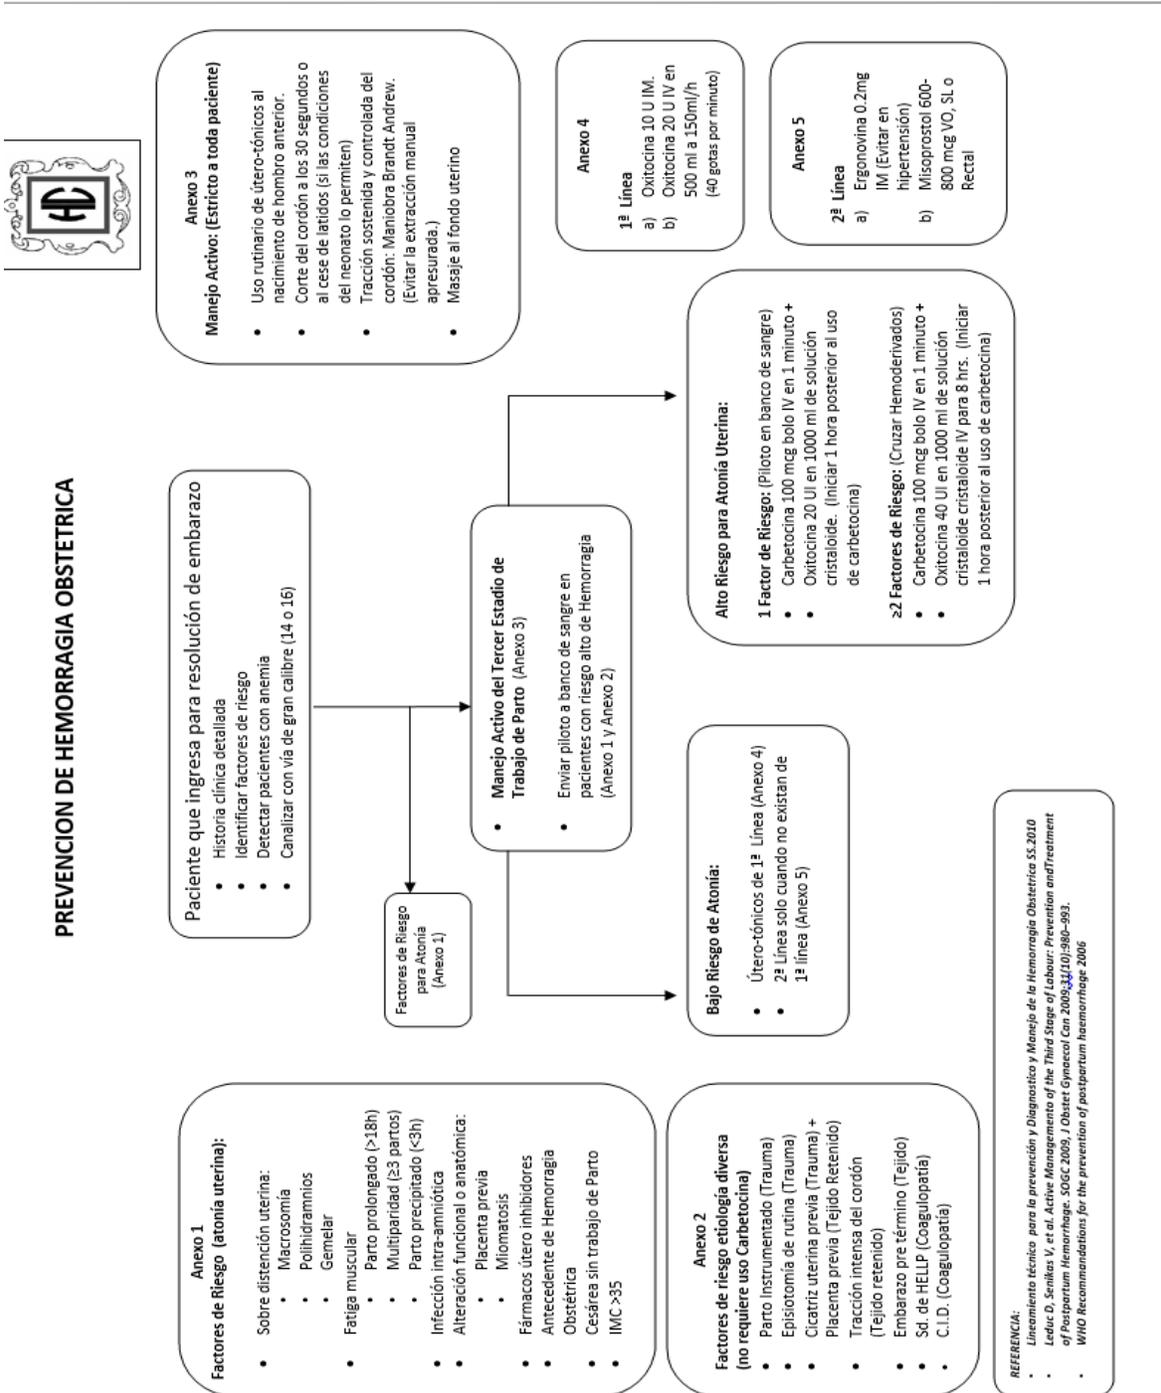 PREVENCION DE HEMORRAGIA OBSTETRICA
HD
Paciente que ingresa para resolución de embarazo
• Historia clínica detallada
• Identificar factores de riesgo
• Detectar pacientes con anemia
• Canalizar con vía de gran calibre (14 o 16)
Factores de Riesgo
para Atonía
(Anexo 1)
• Manejo Activo del Tercer Estadio de
Trabajo de Parto (Anexo 3)
• Enviar piloto a banco de sangre en
pacientes con riesgo alto de Hemorragia
(Anexo 1 y Anexo 2)
Bajo Riesgo de Atonía:
• Útero-tónicos de 1ª Línea (Anexo 4)
• 2ª Línea solo cuando no existan de
1ª línea (Anexo 5)
Alto Riesgo para Atonía Uterina:
1 Factor de Riesgo: (Piloto en banco de sangre)
• Carbetocina 100 mcg bolo IV en 1 minuto +
• Oxitocina 20 UI en 1000 ml de solución
cristaloide. (Iniciar 1 hora posterior al uso
de carbetocina)
≥2 Factores de Riesgo: (Cruzar Hemoderivados)
• Carbetocina 100 mcg bolo IV en 1 minuto +
• Oxitocina 40 UI en 1000 ml de solución
cristaloide cristaloide IV para 8 hrs. (Iniciar
1 hora posterior al uso de carbetocina)
Anexo 1
Factores de Riesgo (atonía uterina):
• Sobre distención uterina:
• Macrosomía
• Polihidramnios
• Gemelar
• Fatiga muscular
• Parto prolongado (>18h)
• Multiparidad (≥3 partos)
• Parto precipitado (<3h)
• Infección intra-amniótica
• Alteración funcional o anatómica:
• Placenta previa
• Miomatosis
• Fármacos útero inhibidores
• Antecedente de Hemorragia
Obstétrica
• Cesárea sin trabajo de Parto
• IMC >35
Anexo 2
Factores de riesgo etiología diversa
(no requiere uso Carbetocina)
• Parto Instrumentado (Trauma)
• Episiotomía de rutina (Trauma)
• Cicatriz uterina previa (Trauma) +
Placenta previa (Tejido Retenido)
• Tracción intensa del cordón
(Tejido retenido)
• Embarazo pre término (Tejido)
• Sd. de HELLP (Coagulopatía)
• C.I.D. (Coagulopatía)
Anexo 3
Manejo Activo: (Estricto a toda paciente)
• Uso rutinario de útero-tónicos al
nacimiento de hombro anterior.
• Corte del cordón a los 30 segundos o
al cese de latidos (si las condiciones
del neonato lo permiten)
• Tracción sostenida y controlada del
cordón: Maniobra Brandt Andrew.
(Evitar la extracción manual
apresurada.)
• Masaje al fondo uterino
Anexo 4
1ª Línea
a) Oxitocina 10 U IM.
b) Oxitocina 20 U IV en
500 ml a 150ml/h
(40 gotas por minuto)
Anexo 5
2ª Línea
a) Ergonovina 0.2mg
IM (Evitar en
hipertensión)
b) Misoprostol 600-
800 mcg VO, SL o
Rectal
REFERENCIA:
• Lineamiento técnico para la prevención y Diagnostico y Manejo de la Hemorragia Obstetrica SS.2010
• Leduc D, Senikas V, et al. Active Managemento of the Third Stage of Labour: Prevention andTreatment
of Postpartum Hemorrhage. SOGC 2009, J Obstet Gynaecol Can 2009;31(10):980–993.
• WHO Recommandations for the prevention of postpartum haemorrhage 2006